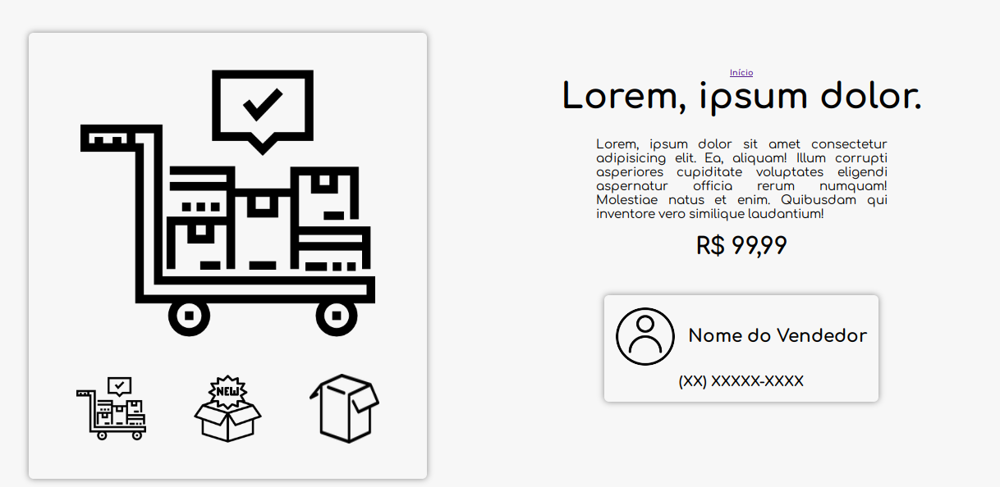 Início
Lorem, ipsum dolor.
Lorem, ipsum dolor sit amet consectetur
adipisicing elit. Ea, aliquam! Illum corrupti
asperiores cupiditate voluptates eligendi
aspernatur officia rerum numquam!
Molestiae natus et enim. Quibusdam qui
inventore vero similique laudantium!
R$ 99,99
Nome do Vendedor
(XX) XXXXX-XXXX
NEW